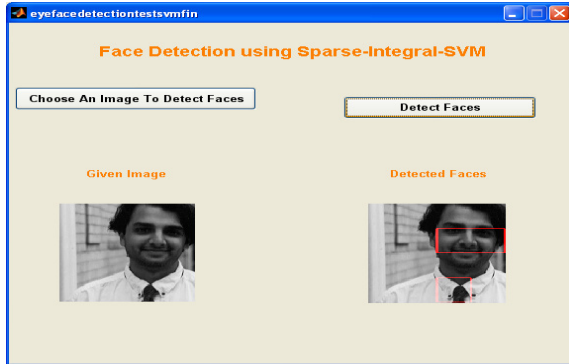 eyefacedetectiontestsvmfin
Face Detection using Sparse-Integral-SVM
Choose An Image To Detect Faces
Detect Faces
Given Image
Detected Faces